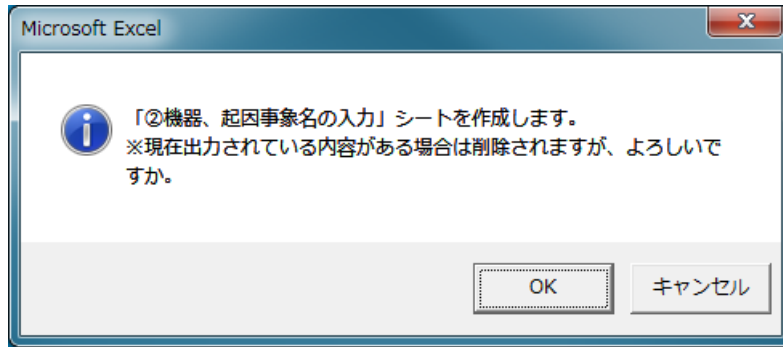 Microsoft Excel
「②機器、起因事象名の入力」シートを作成します。
※現在出力されている内容がある場合は削除されますが、よろしいで
すか。
OK
キャンセル